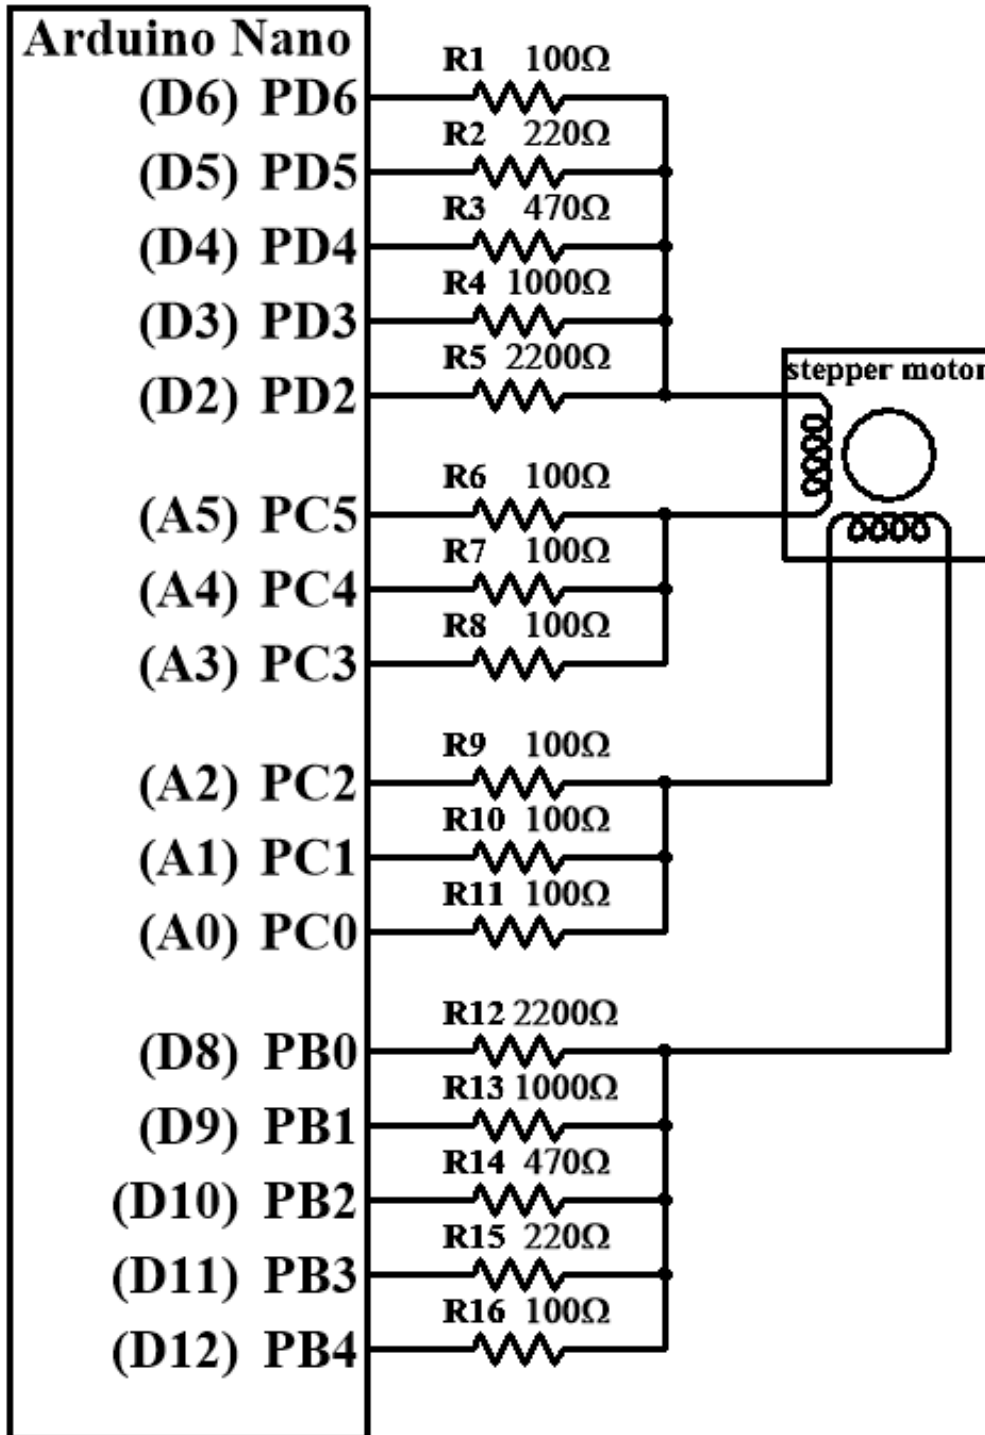 Arduino Nano
R1 100Ω
(D6) PD6
R2 220Ω
(D5) PD5
R3 470Ω
(D4) PD4
R4 1000Ω
(D3) PD3
R5 2200Ω
(D2) PD2
stepper motor
R6 100Ω
(A5) PC5
R7 100Ω
(A4) PC4
R8 100Ω
(A3) PC3
R9 100Ω
(A2) PC2
R10 100Ω
(A1) PC1
R11 100Ω
(A0) PC0
R12 2200Ω
(D8) PB0
R13 1000Ω
(D9) PB1
R14 470Ω
(D10) PB2
R15 220Ω
(D11) PB3
R16 100Ω
(D12) PB4